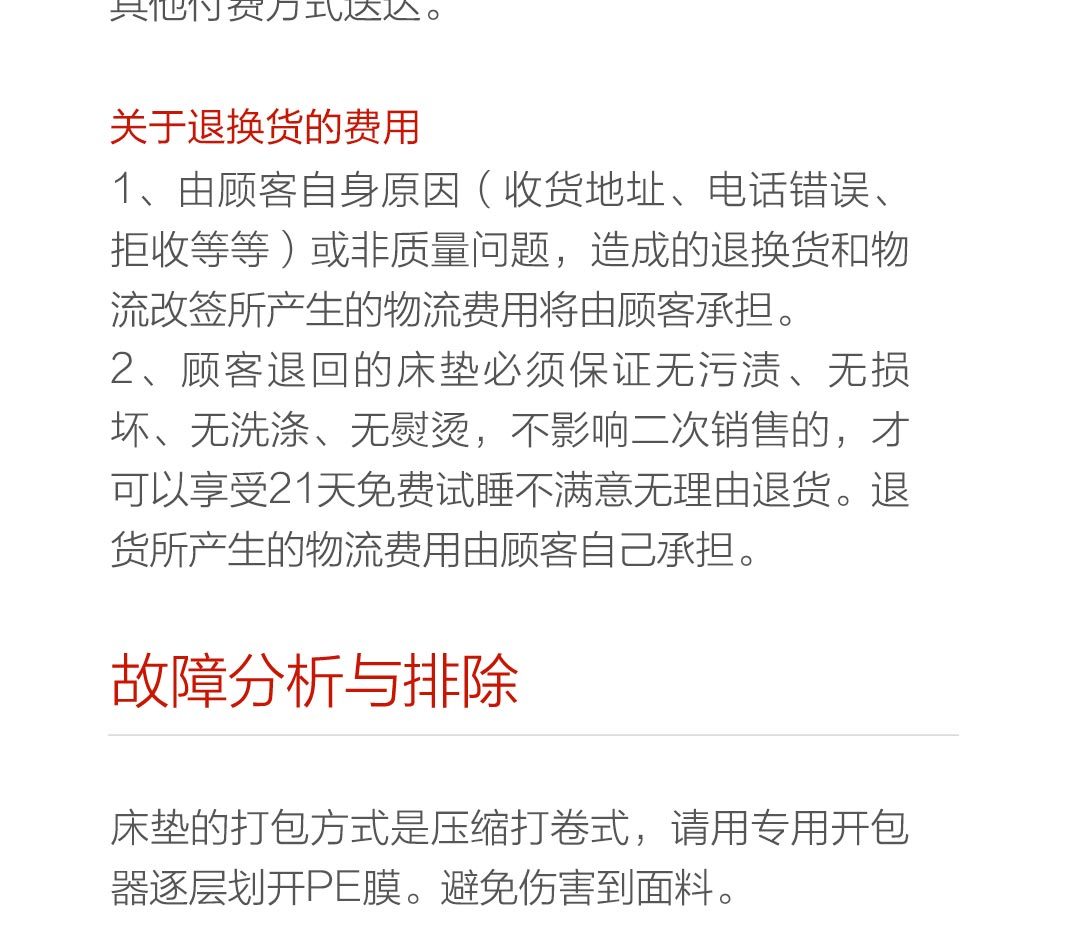 其他付费方式送达。
关于退换货的费用
1、由顾客自身原因（收货地址、电话错误、
拒收等等）或非质量问题，造成的退换货和物
流改签所产生的物流费用将由顾客承担。
2、顾客退回的床垫必须保证无污渍、无损
坏、无洗涤、无熨烫，不影响二次销售的，才
可以享受21天免费试睡不满意无理由退货。退
货所产生的物流费用由顾客自己承担。
故障分析与排除
床垫的打包方式是压缩打卷式，请用专用开包
器逐层划开PE膜。避免伤害到面料。